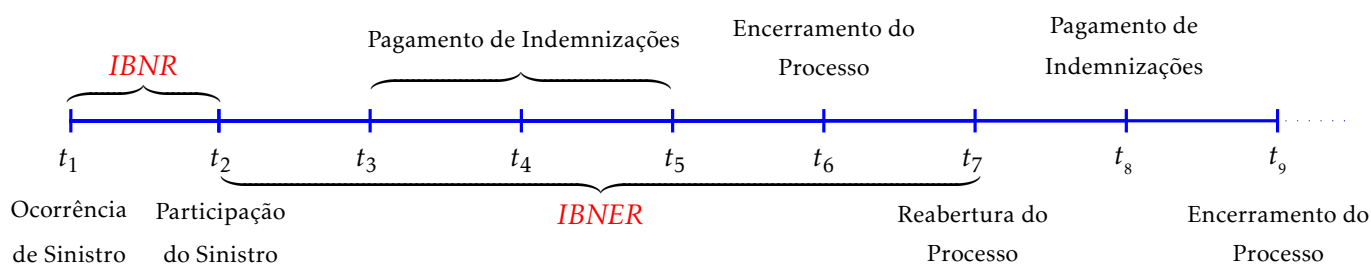 Pagamento de Indemnizações
Encerramento do
Processo
Pagamento de
Indemnizações
IBNR
t1 t2 t3 t4 t5 t6 t7 t8 t9
Ocorrência
de Sinistro
Participação
do Sinistro
IBNER
Reabertura do
Processo
Encerramento do
Processo